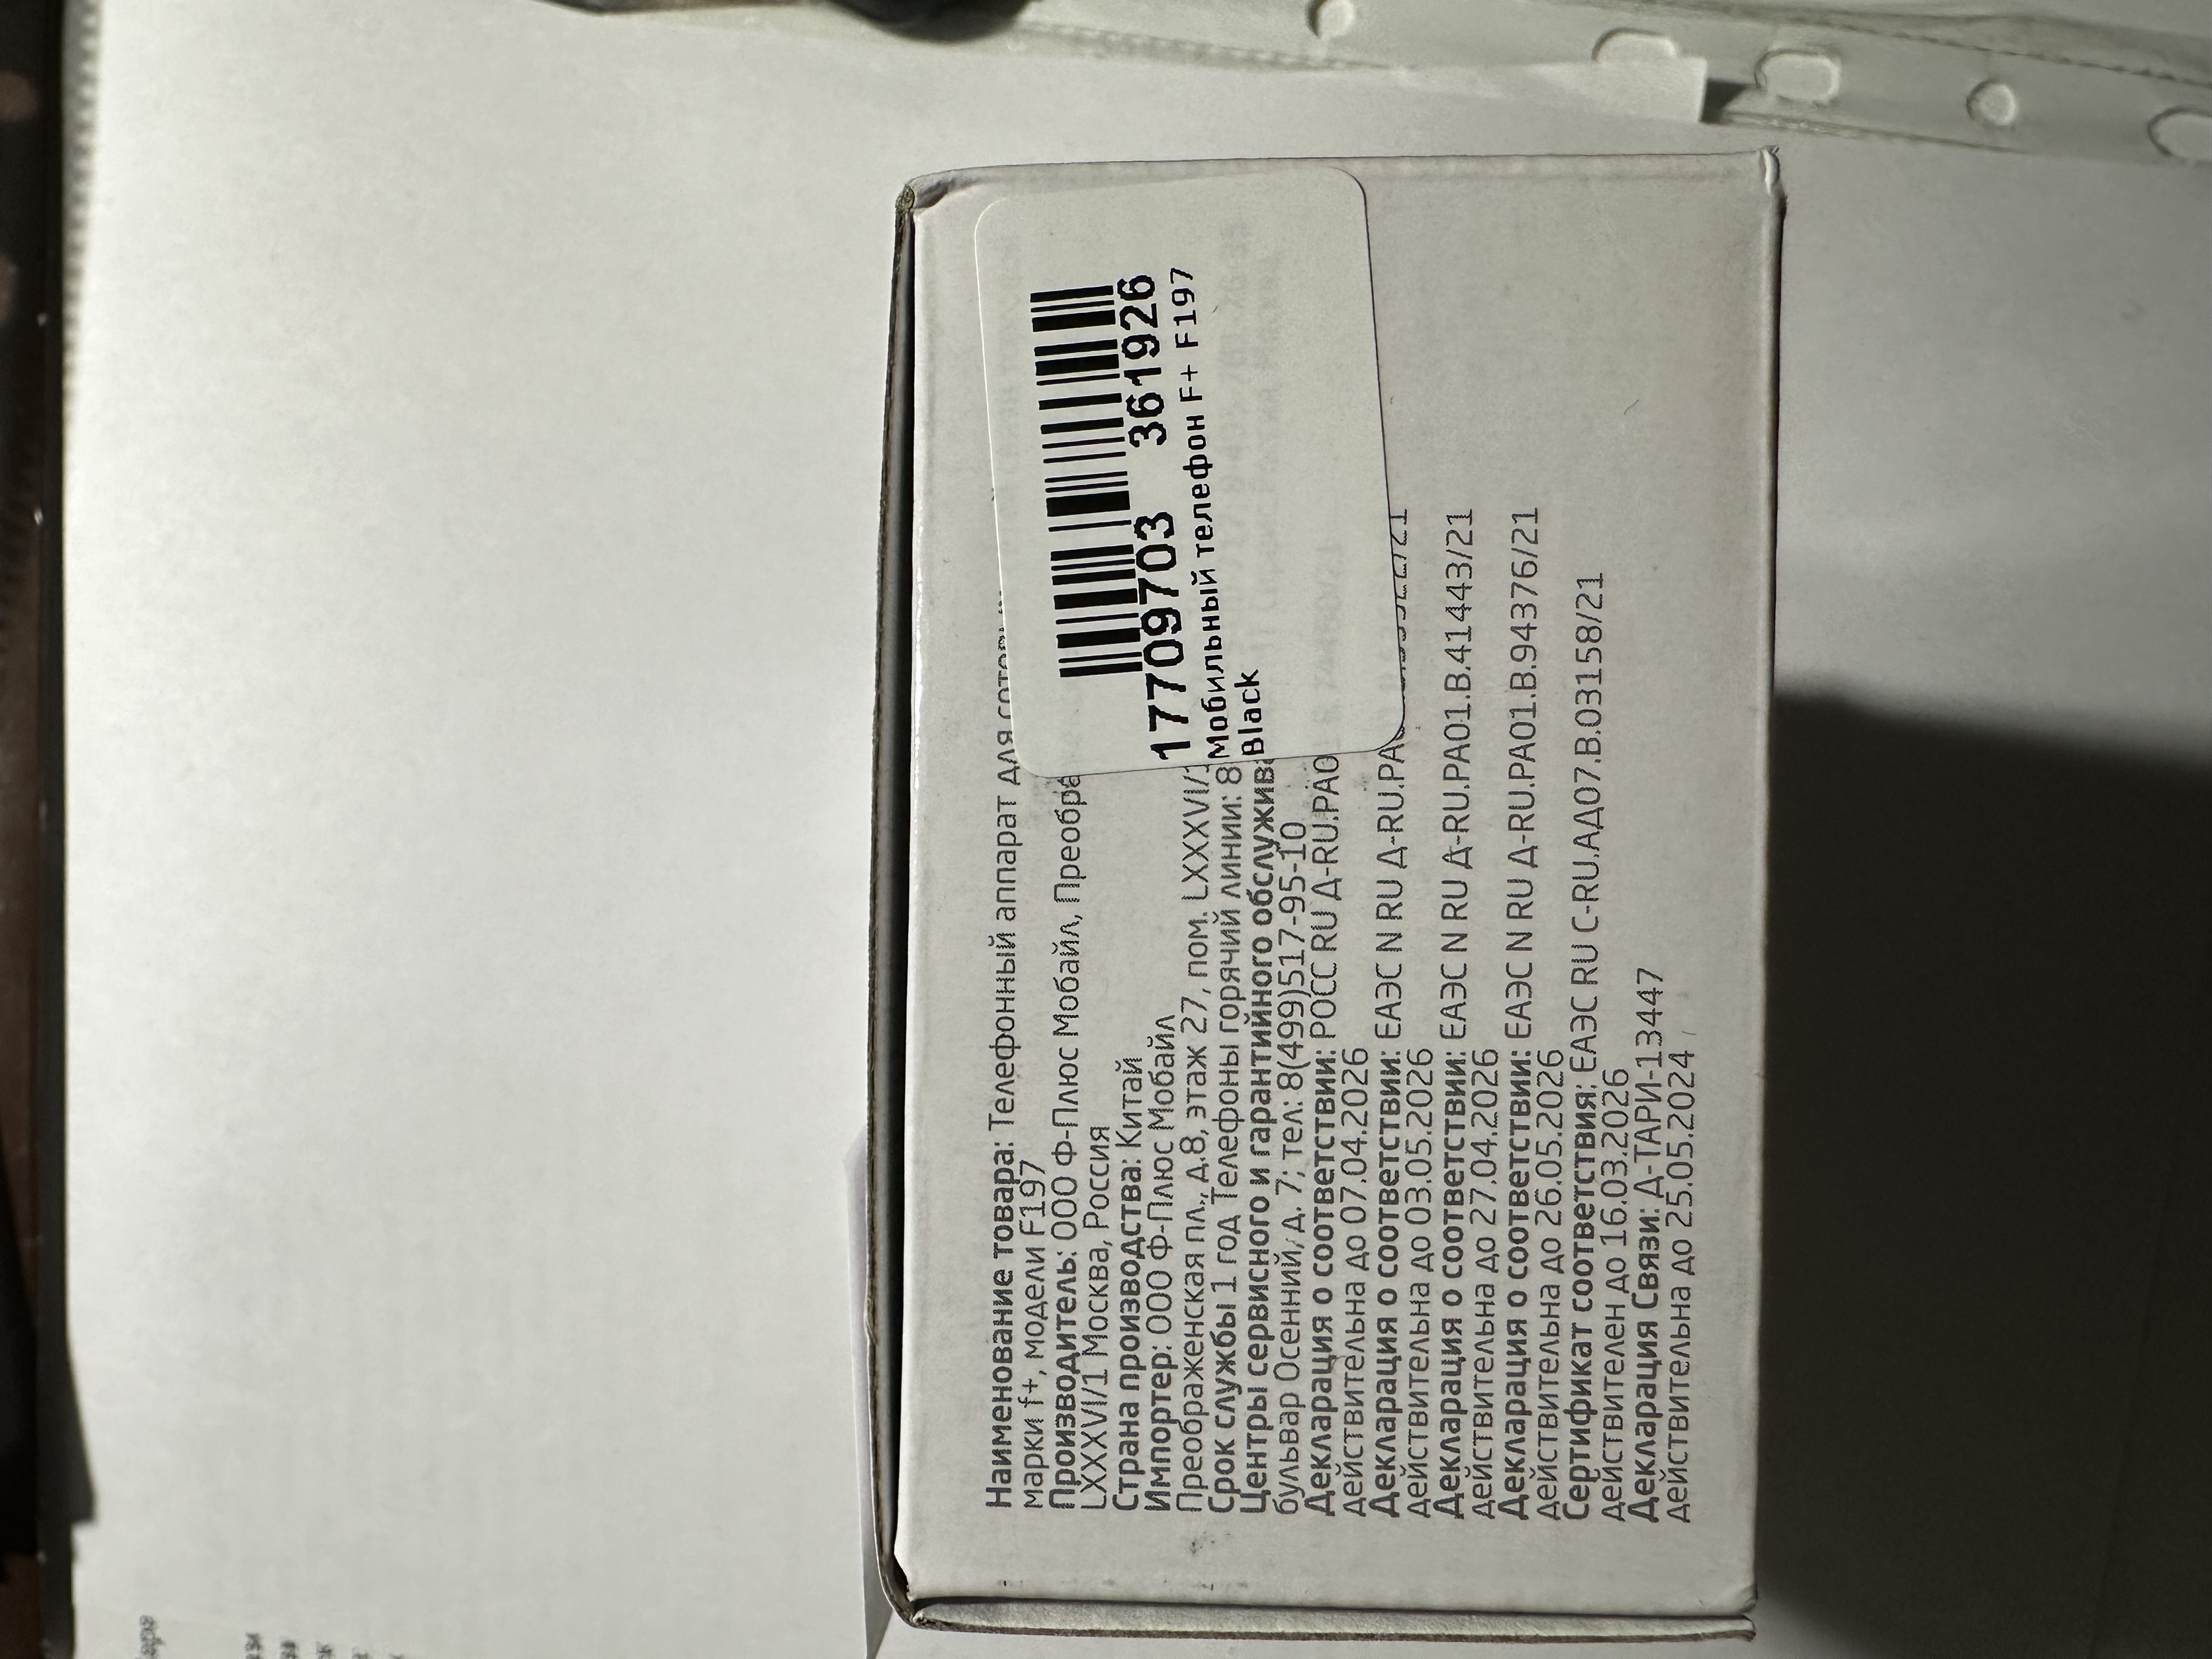 Наименование товара: Телефонный аппарат для
марки f+, модели F197
Производитель: ООО Ф-Плюс Мобайл,
LXXXVI/1 Москва, Россия
Страна производства: Китай
Импортер: ООО Ф-Плюс Мобайл
Преображенская пл., д.8, этаж 27, пом. LXXXVI/
Срок службы 1 год Телефоны горячий линии: 8
Центры сервисного и гарантийного
бульвар Осенний, д. 7; тел: 8(499)517-95-10
Декларация о соответствии: РОСС RU Д-RU.РА0
действительна до 07.04.2026
Декларация о соответствии: ЕАЭС N RU Д-RU.РА
действительна до 03.05.2026
Декларация о соответствии: ЕАЭС N RU Д-RU.РА01.В.41443/21
действительна до 27.04.2026
Декларация о соответствии: ЕАЭС N RU Д-RU.РА01.В.94376/21
действительна до 26.05.2026
Сертификат соответствия: ЕАЭС RU С-RU.АД07.В.03158/21
действителен до 16.03.2026
Декларация Связи: Д-ТАРИ-13447
действительна до 25.05.2024
17709703 361926
Мобильный телефон F+ F197
Black